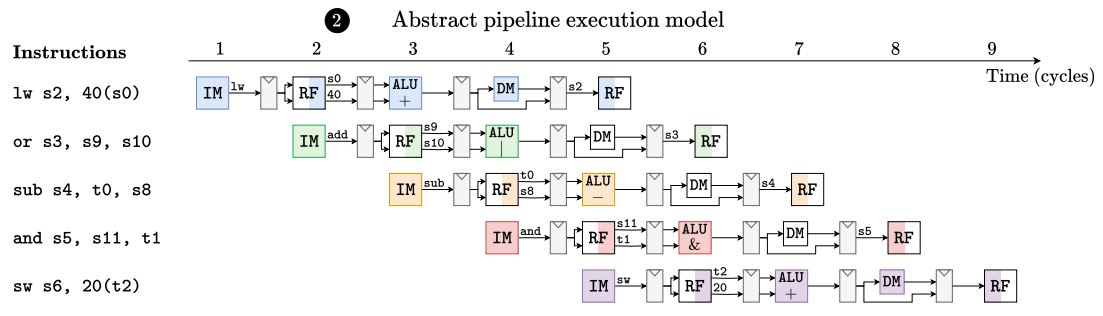 2 Abstract pipeline execution model
Instructions 1 2 3 4 5 6 7 8 9
Time (cycles)
lw s2, 40(s0) IM lw RF s0 40 ALU + DM s2 RF
or s3, s9, s10 IM add RF s9 s10 ALU | DM s3 RF
sub s4, t0, s8 IM sub RF t0 s8 ALU − DM s4 RF
and s5, s11, t1 IM and RF s11 t1 ALU & DM s5 RF
sw s6, 20(t2) IM sw RF t2 20 ALU + DM RF